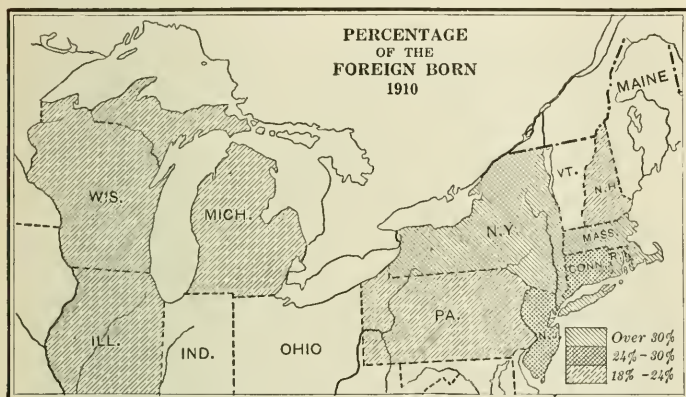 PERCENTAGE
OF THE
FOREIGN BORN
1910
MAINE
VT.
N.H.
WIS.
MICH.
N.Y.
MASS.
CONN.
R.I.
PA.
N.J.
ILL.
IND.
OHIO
Over 30%
24%-30%
18%-24%